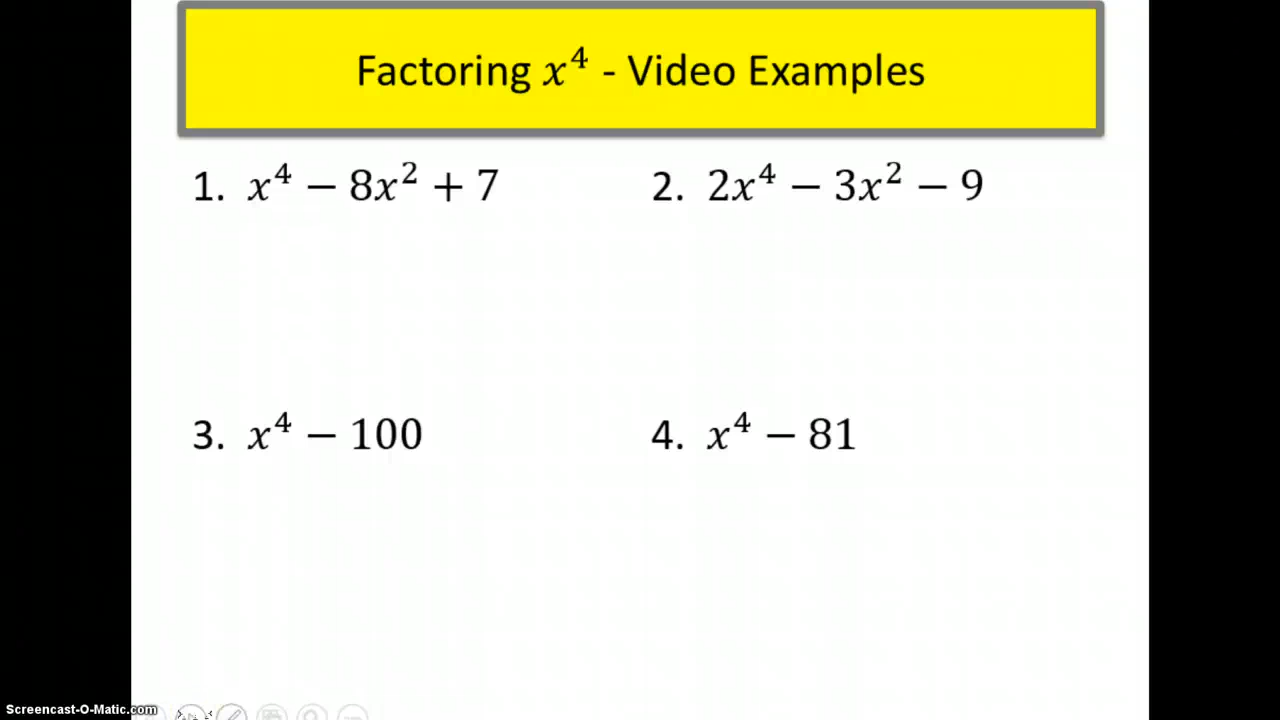 Factoring x⁴ - Video Examples
1. x⁴ − 8x² + 7
2. 2x⁴ − 3x² − 9
3. x⁴ − 100
4. x⁴ − 81
Screencast-O-Matic.com